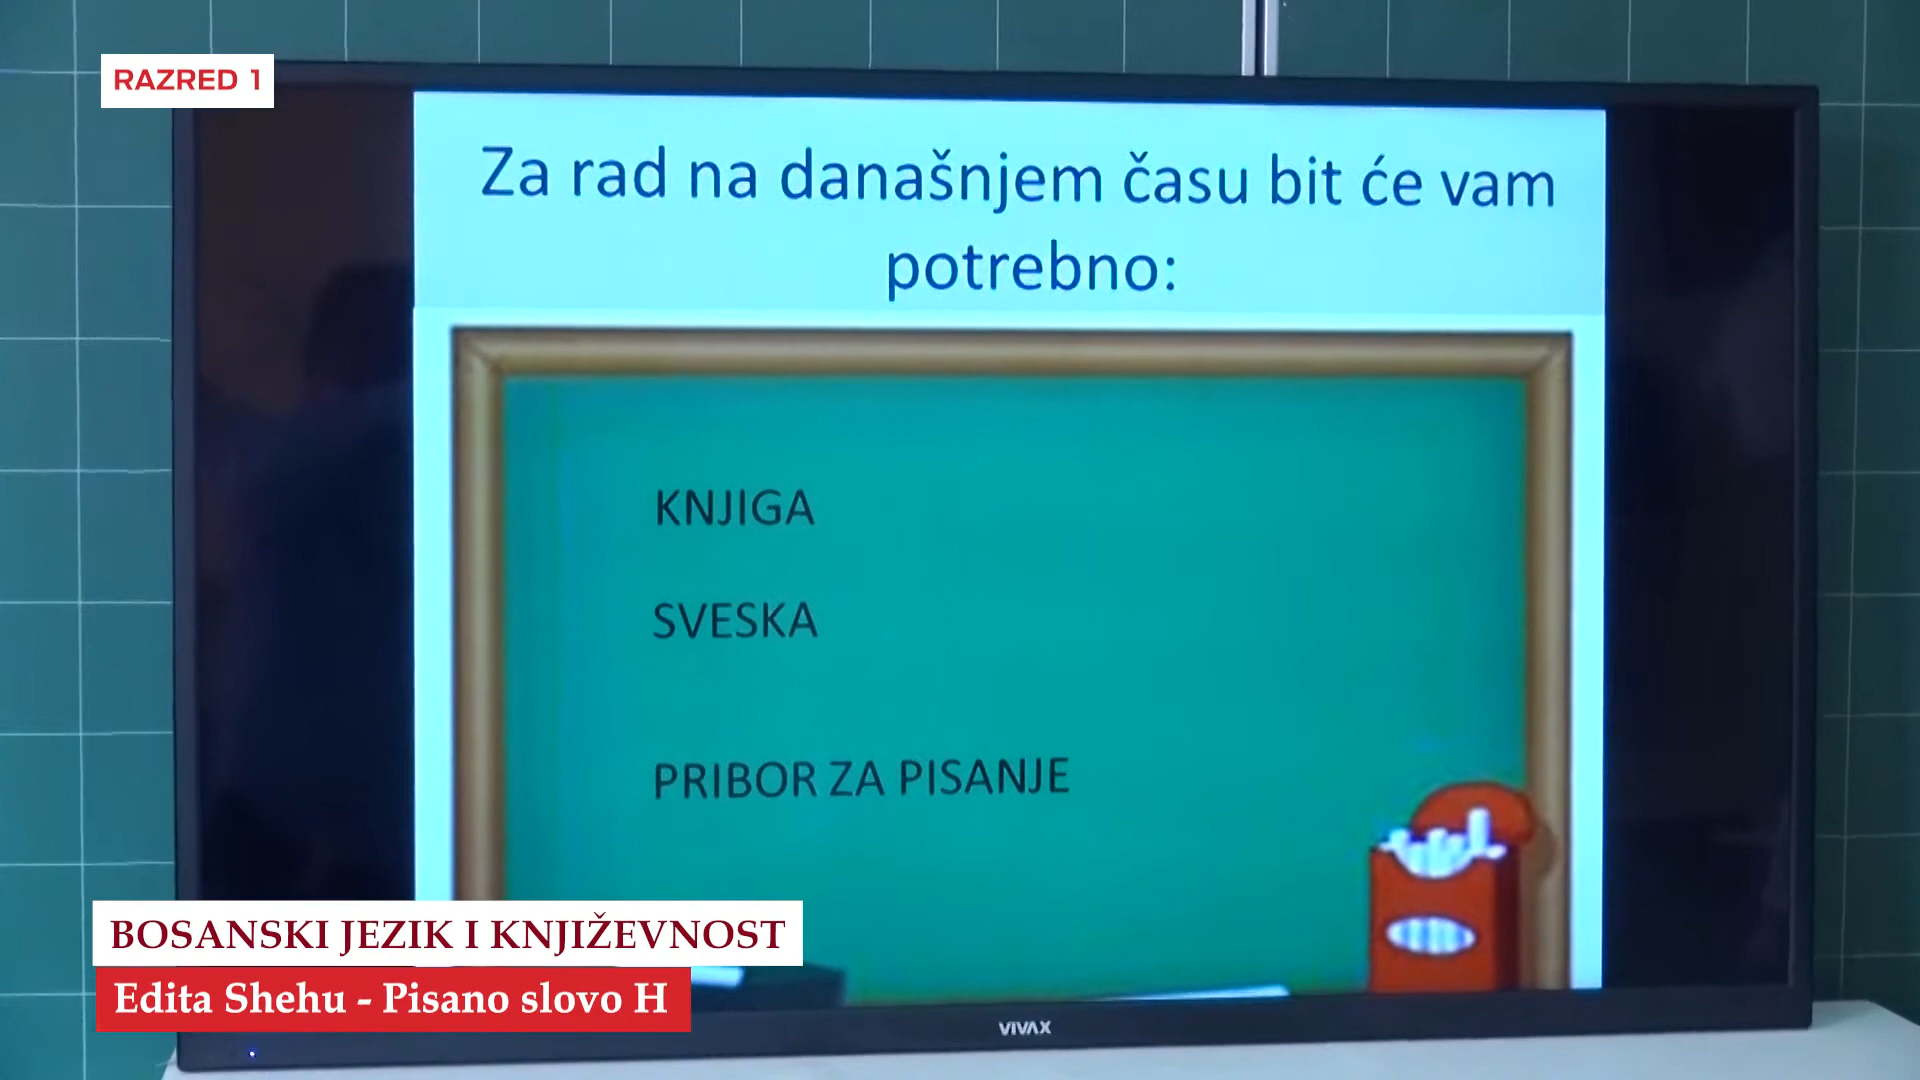 RAZRED 1
Za rad na današnjem času bit će vam
potrebno:
KNJIGA
SVESKA
PRIBOR ZA PISANJE
BOSANSKI JEZIK I KNJIŽEVNOST
Edita Shehu - Pisano slovo H
VIVAX